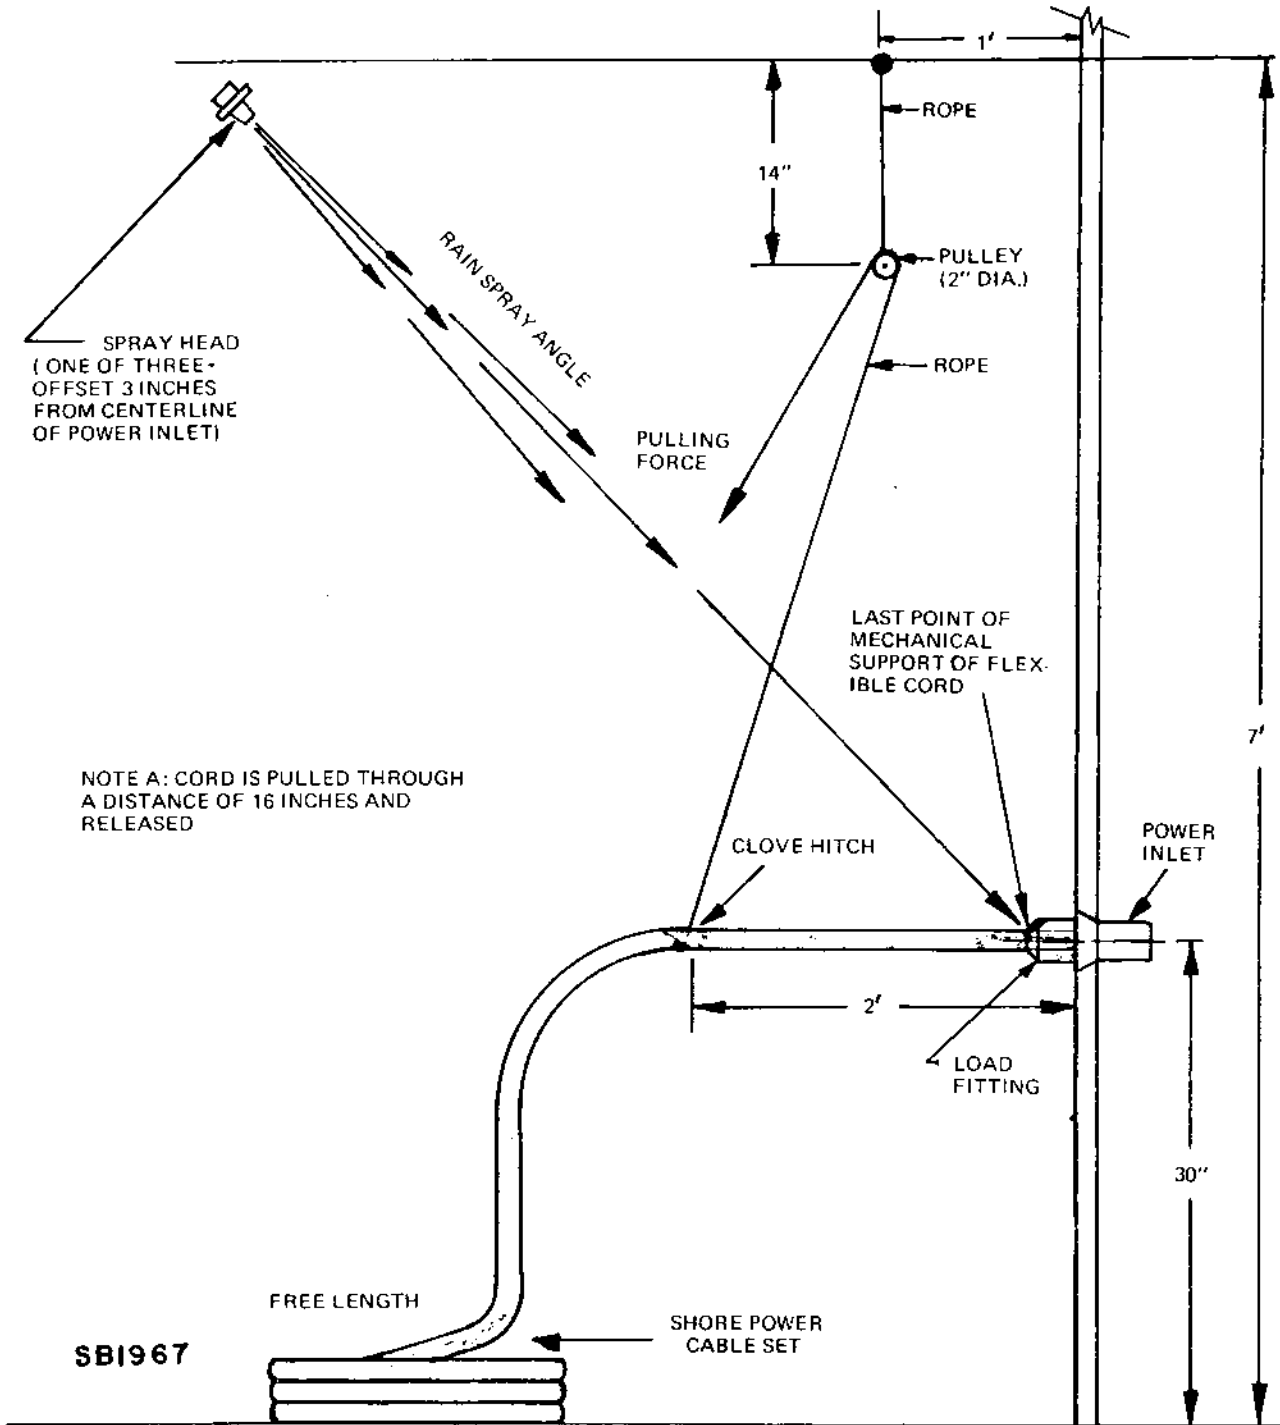 1'
ROPE
14"
PULLEY
(2" DIA.)
RAIN SPRAY ANGLE
SPRAY HEAD
(ONE OF THREE-
OFFSET 3 INCHES
FROM CENTERLINE
OF POWER INLET)
ROPE
PULLING
FORCE
LAST POINT OF
MECHANICAL
SUPPORT OF FLEX-
IBLE CORD
7'
NOTE A: CORD IS PULLED THROUGH
A DISTANCE OF 16 INCHES AND
RELEASED
CLOVE HITCH
POWER
INLET
2'
LOAD
FITTING
30"
FREE LENGTH
SHORE POWER
CABLE SET
SB1967